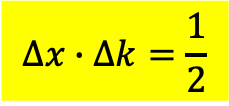 Δx · Δk = 1/2